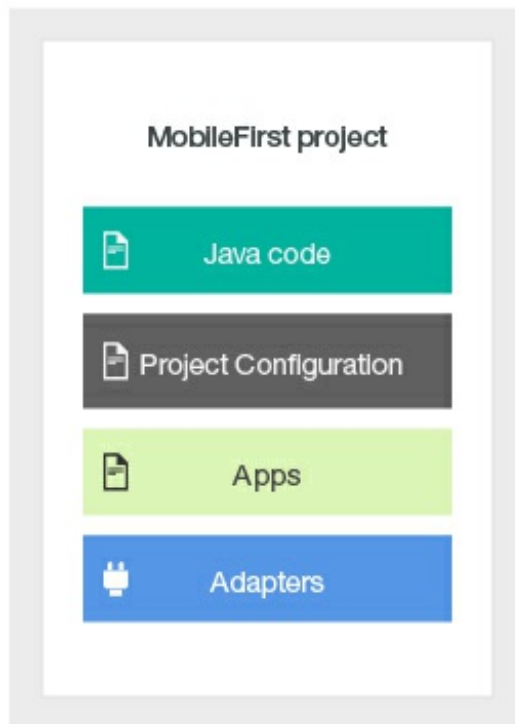 MobileFirst project
Java code
Project Configuration
Apps
Adapters